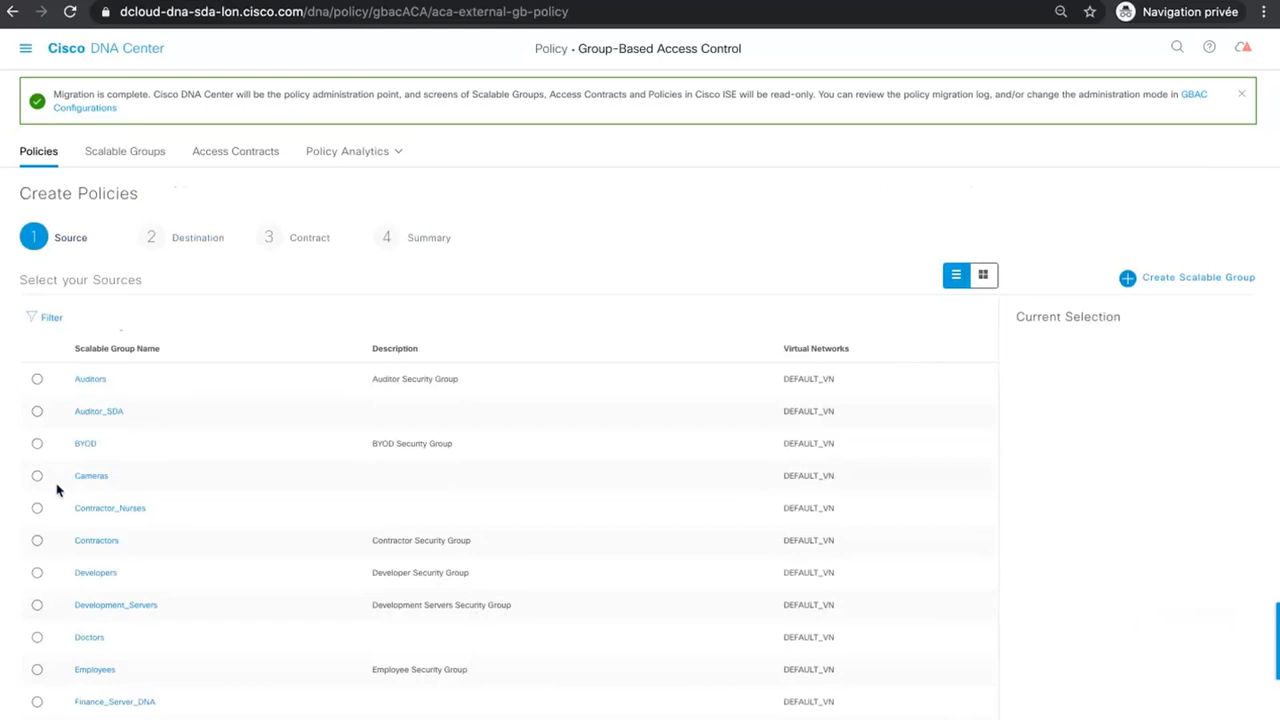 dcloud-dna-sda-lon.cisco.com/dna/policy/gbacACA/aca-external-gb-policy
Navigation privée
Cisco DNA Center
Policy • Group-Based Access Control
Migration is complete. Cisco DNA Center will be the policy administration point, and screens of Scalable Groups, Access Contracts and Policies in Cisco ISE will be read-only. You can review the policy migration log, and/or change the administration mode in GBAC
Configurations
Policies Scalable Groups Access Contracts Policy Analytics
Create Policies
1 Source 2 Destination 3 Contract 4 Summary
Select your Sources
Create Scalable Group
Filter
Current Selection
Scalable Group Name Description Virtual Networks
Auditors Auditor Security Group DEFAULT_VN
Auditor_SDA DEFAULT_VN
BYOD BYOD Security Group DEFAULT_VN
Cameras DEFAULT_VN
Contractor_Nurses DEFAULT_VN
Contractors Contractor Security Group DEFAULT_VN
Developers Developer Security Group DEFAULT_VN
Development_Servers Development Servers Security Group DEFAULT_VN
Doctors DEFAULT_VN
Employees Employee Security Group DEFAULT_VN
Finance_Server_DNA DEFAULT_VN